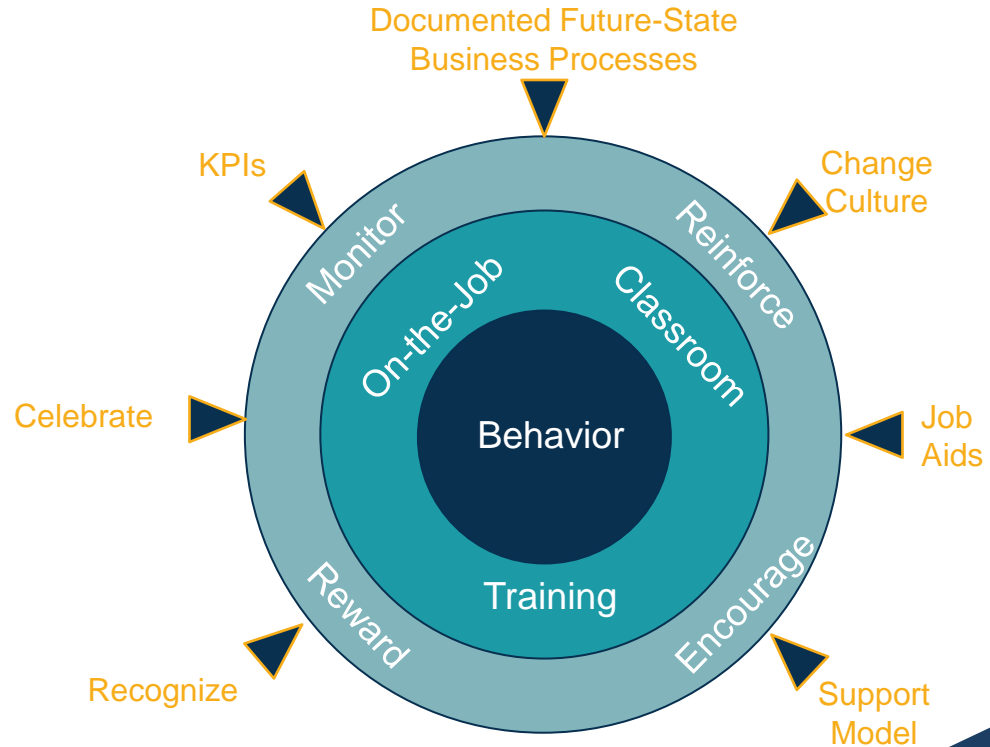 Documented Future-State
Business Processes
KPIs
Change
Culture
Monitor
Reinforce
On-the-Job
Classroom
Celebrate
Behavior
Job
Aids
Training
Reward
Encourage
Recognize
Support
Model